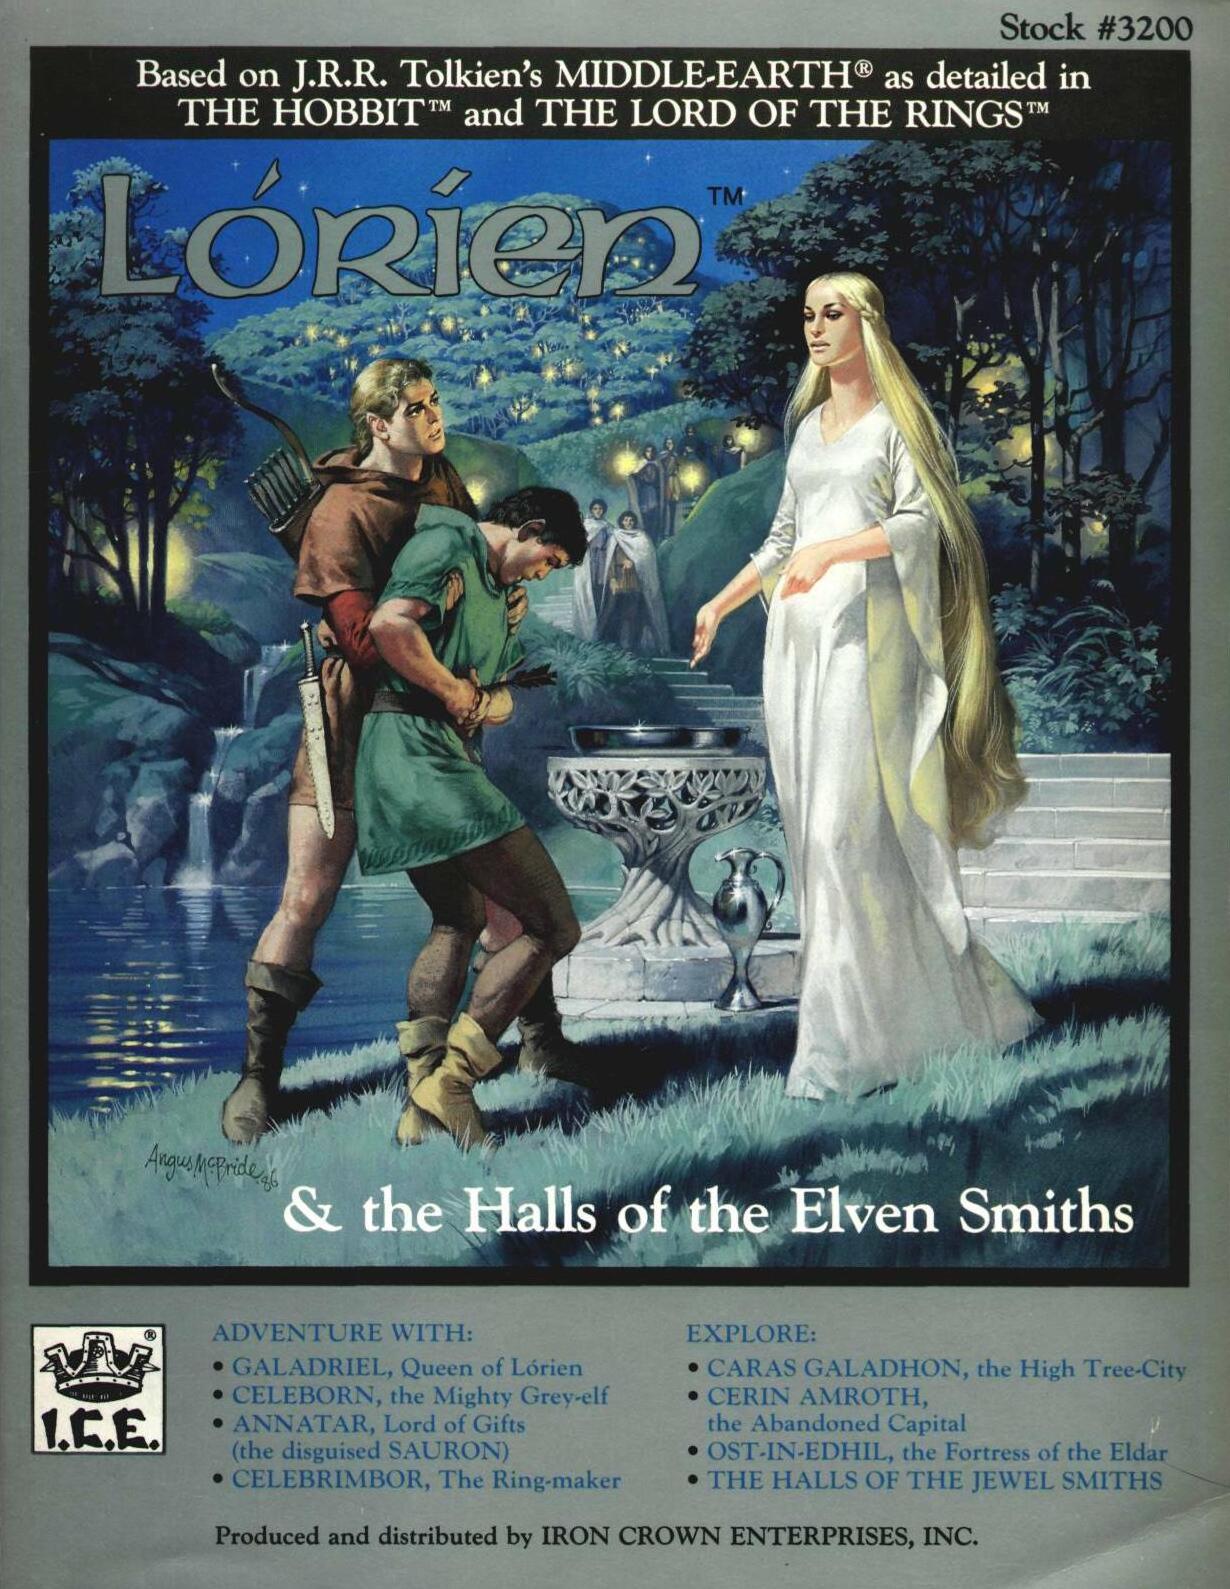 Stock #3200
Based on J.R.R. Tolkien's MIDDLE-EARTH® as detailed in
THE HOBBIT™ and THE LORD OF THE RINGS™
Lórien™
Angus McBride 86
& the Halls of the Elven Smiths
I.C.E.
®
ADVENTURE WITH:
• GALADRIEL, Queen of Lórien
• CELEBORN, the Mighty Grey-elf
• ANNATAR, Lord of Gifts
(the disguised SAURON)
• CELEBRIMBOR, The Ring-maker
EXPLORE:
• CARAS GALADHON, the High Tree-City
• CERIN AMROTH,
the Abandoned Capital
• OST-IN-EDHIL, the Fortress of the Eldar
• THE HALLS OF THE JEWEL SMITHS
Produced and distributed by IRON CROWN ENTERPRISES, INC.